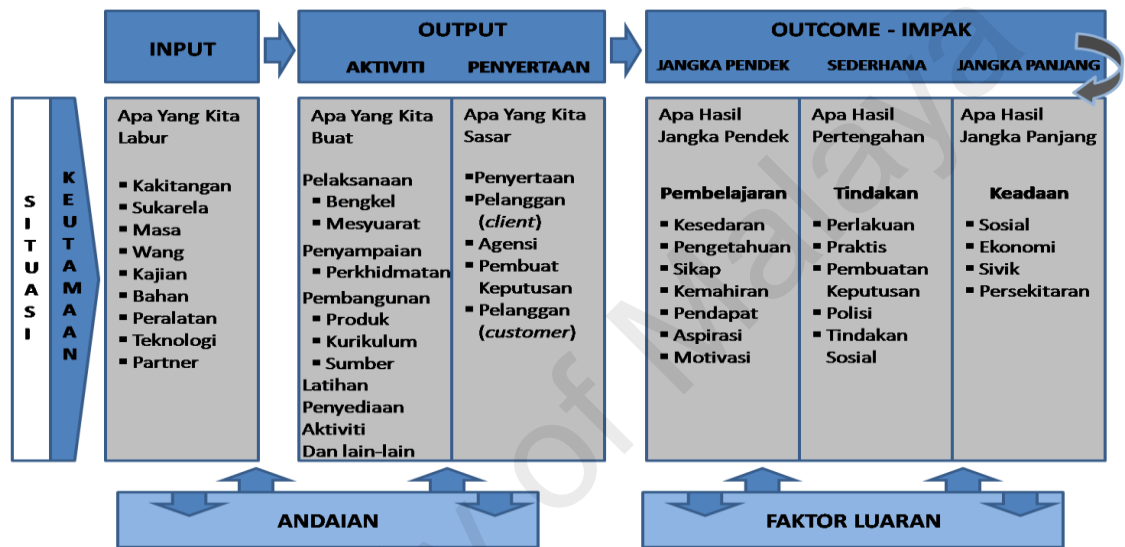 INPUT
OUTPUT
AKTIVITI
PENYERTAAN
OUTCOME - IMPAK
JANGKA PENDEK
SEDERHANA
JANGKA PANJANG
SITUASI
KEUTAMAAN
Apa Yang Kita
Labur
▪ Kakitangan
▪ Sukarela
▪ Masa
▪ Wang
▪ Kajian
▪ Bahan
▪ Peralatan
▪ Teknologi
▪ Partner
Apa Yang Kita
Buat
Pelaksanaan
▪ Bengkel
▪ Mesyuarat
Penyampaian
▪ Perkhidmatan
Pembangunan
▪ Produk
▪ Kurikulum
▪ Sumber
Latihan
Penyediaan
Aktiviti
Dan lain-lain
Apa Yang Kita
Sasar
▪Penyertaan
▪Pelanggan
(client)
▪ Agensi
▪ Pembuat
Keputusan
▪ Pelanggan
(customer)
Apa Hasil
Jangka Pendek
Pembelajaran
▪ Kesedaran
▪ Pengetahuan
▪ Sikap
▪ Kemahiran
▪ Pendapat
▪ Aspirasi
▪ Motivasi
Apa Hasil
Pertengahan
Tindakan
▪ Perlakuan
▪ Praktis
▪ Pembuatan
Keputusan
▪ Polisi
▪ Tindakan
Sosial
Apa Hasil
Jangka Panjang
Keadaan
▪ Sosial
▪ Ekonomi
▪ Sivik
▪ Persekitaran
ANDAIAN
FAKTOR LUARAN
of Malaya